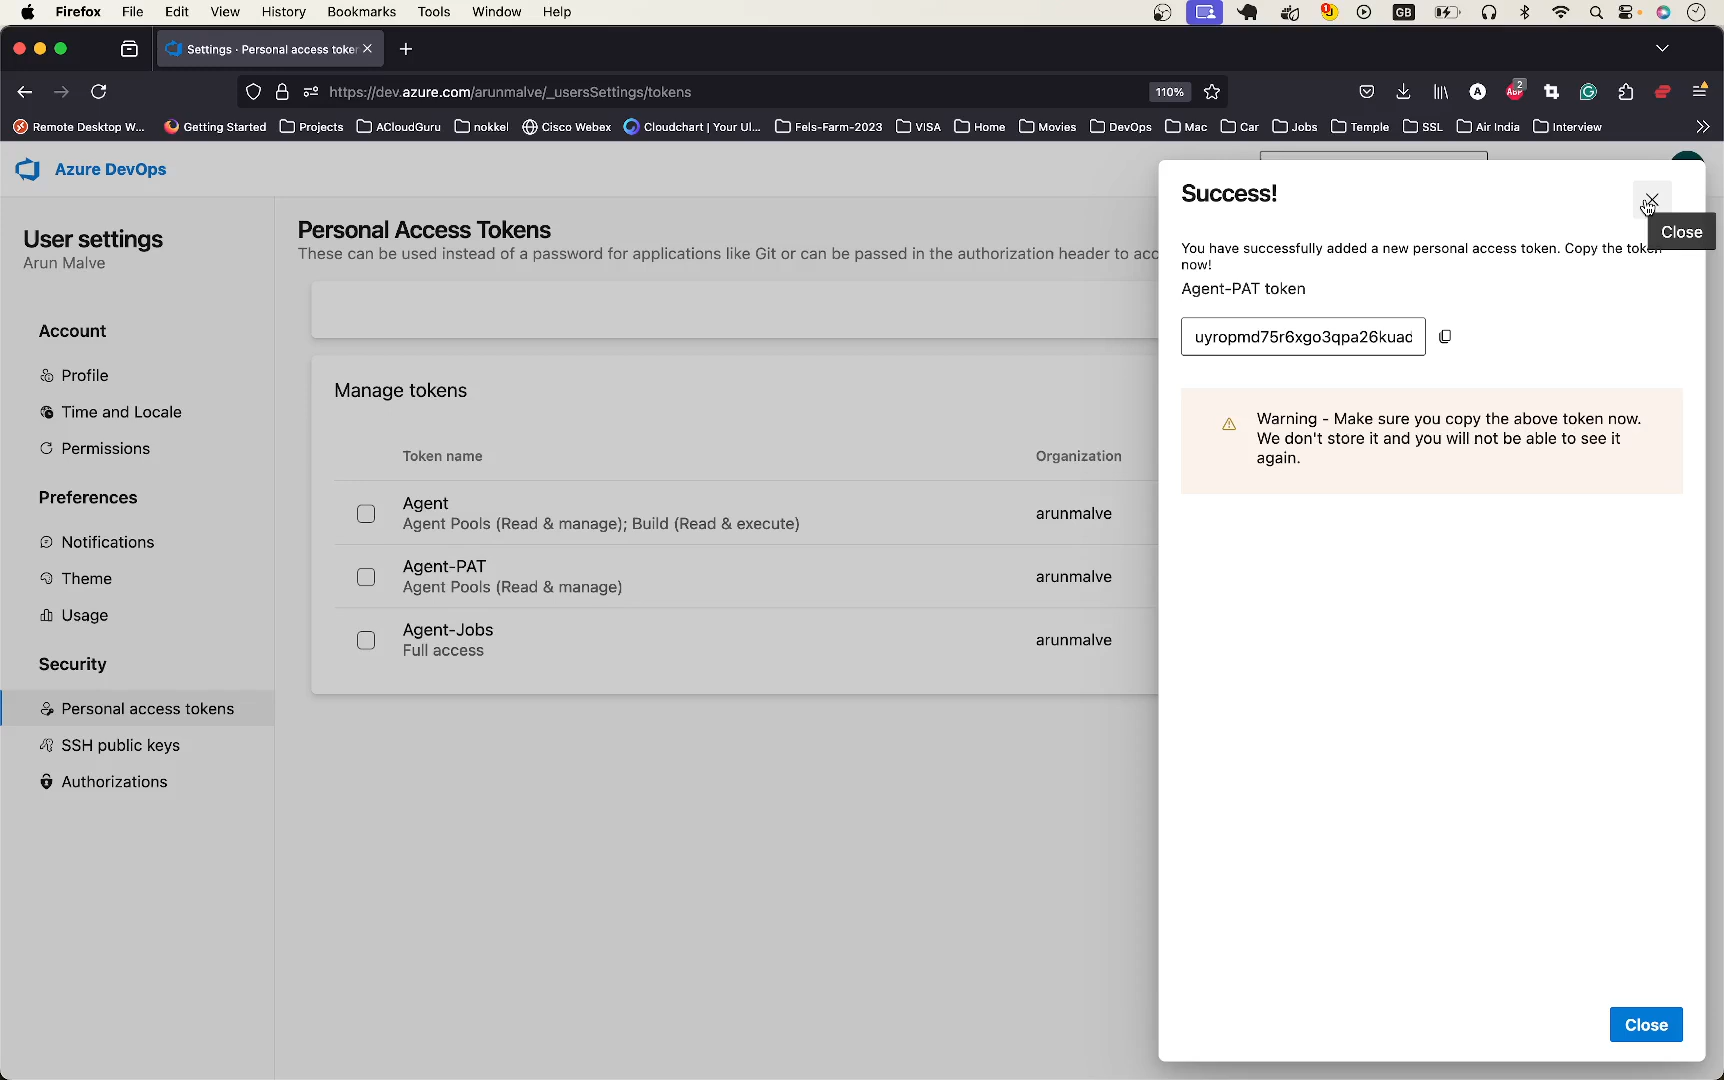 Firefox File Edit View History Bookmarks Tools Window Help
GB
Settings · Personal access toker
https://dev.azure.com/arunmalve/_usersSettings/tokens
110%
2
ABP
Remote Desktop W...
Getting Started
Projects
ACloudGuru
nokkel
Cisco Webex
Cloudchart | Your UI...
Fels-Farm-2023
VISA
Home
Movies
DevOps
Mac
Car
Jobs
Temple
SSL
Air India
Interview
Azure DevOps
User settings
Arun Malve
Account
Profile
Time and Locale
Permissions
Preferences
Notifications
Theme
Usage
Security
Personal access tokens
SSH public keys
Authorizations
Personal Access Tokens
These can be used instead of a password for applications like Git or can be passed in the authorization header to acc
Manage tokens
Token name Organization
Agent
Agent Pools (Read & manage); Build (Read & execute)
arunmalve
Agent-PAT
Agent Pools (Read & manage)
arunmalve
Agent-Jobs
Full access
arunmalve
Success!
Close
You have successfully added a new personal access token. Copy the token
now!
Agent-PAT token
uyropmd75r6xgo3qpa26kuad
Warning - Make sure you copy the above token now.
We don't store it and you will not be able to see it
again.
Close